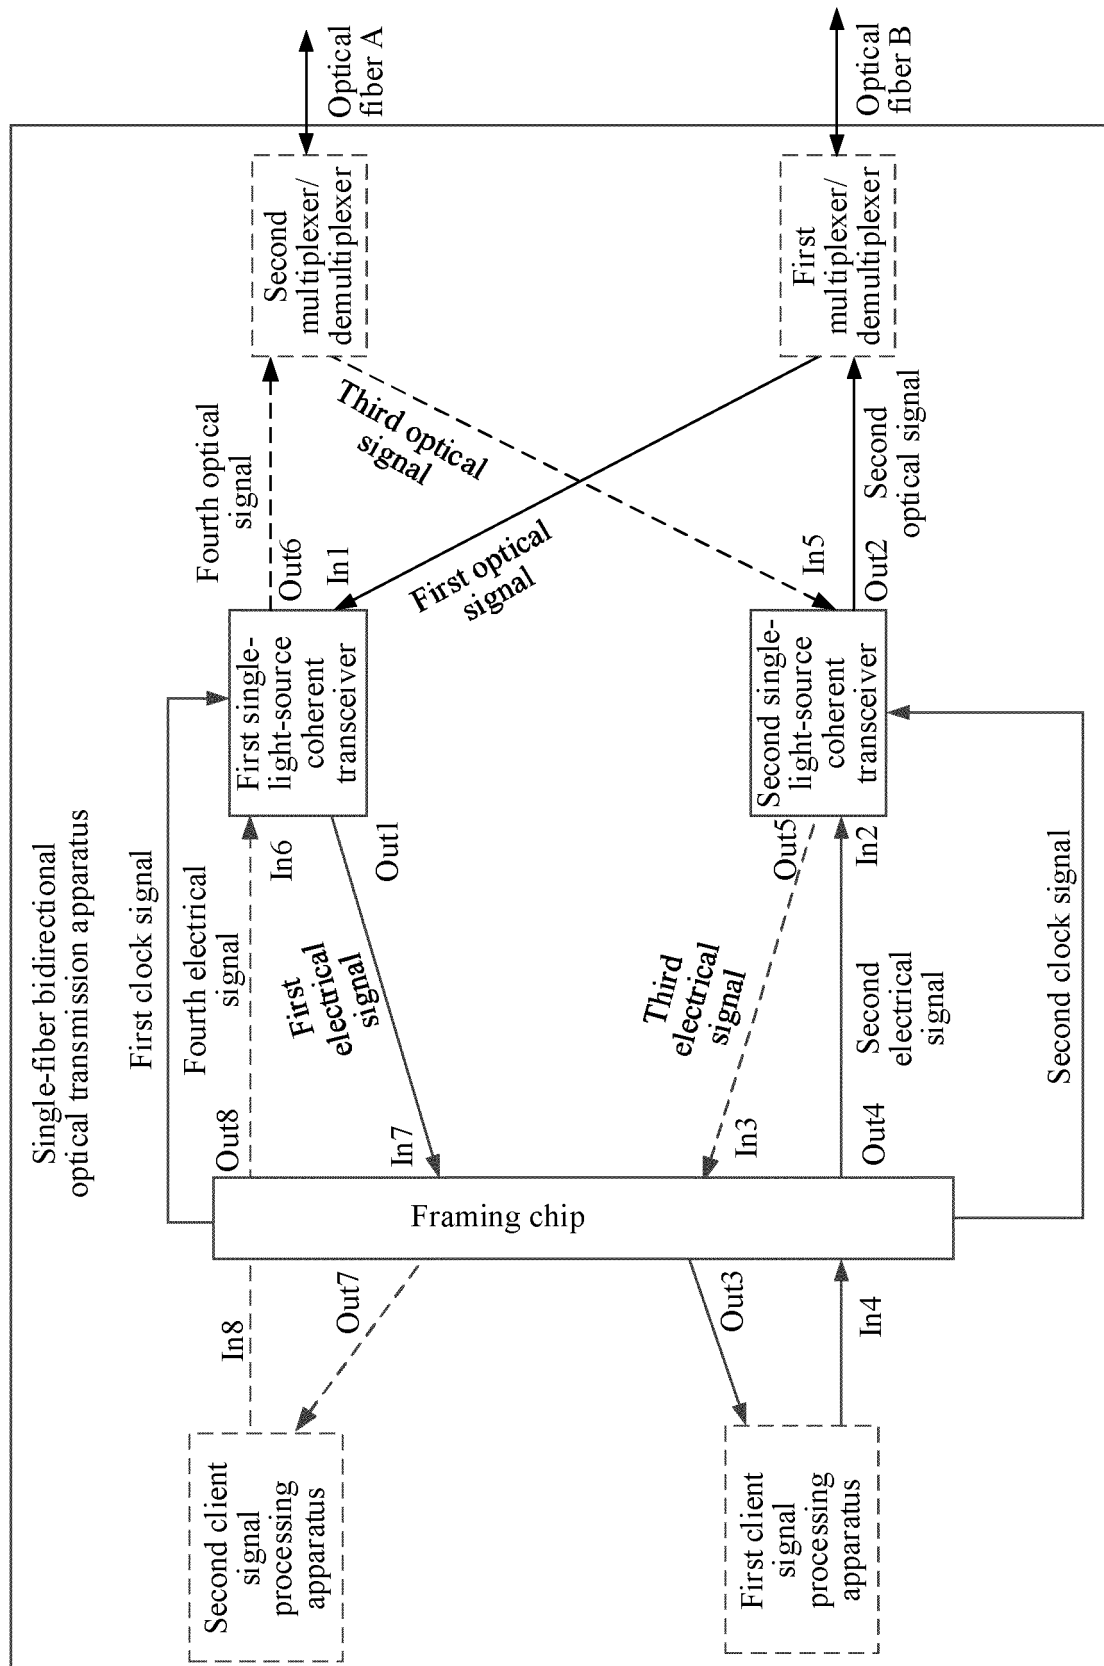 Single-fiber bidirectional
optical transmission apparatus
First clock signal
Second client
signal
processing
apparatus
In8
Out7
Out8
Fourth electrical
signal
In6
First single-
light-source
coherent
transceiver
Out6
Fourth optical
signal
Second
multiplexer/
demultiplexer
Optical
fiber A
In7
First
electrical
signal
Out1
In1
Third optical
signal
Framing chip
First optical
signal
First client
signal
processing
apparatus
Out3
In4
In3
Third
electrical
signal
Out5
Out4
Second
electrical
signal
In2
Second single-
light-source
coherent
transceiver
In5
Out2
Second
optical signal
First
multiplexer/
demultiplexer
Optical
fiber B
Second clock signal